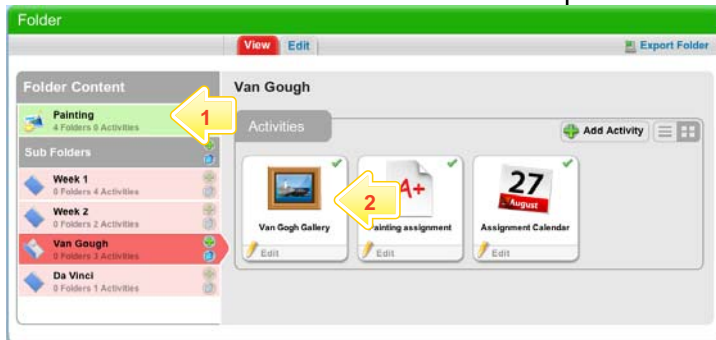 Folder
View Edit
Export Folder
Folder Content
Painting
4 Folders 0 Activities
1
Sub Folders
Week 1
0 Folders 4 Activities
Week 2
0 Folders 2 Activities
Van Gough
0 Folders 3 Activities
Da Vinci
0 Folders 1 Activities
Van Gough
Activities
Add Activity
2
A+
27
August
Van Gogh Gallery
Painting assignment
Assignment Calendar
Edit
Edit
Edit